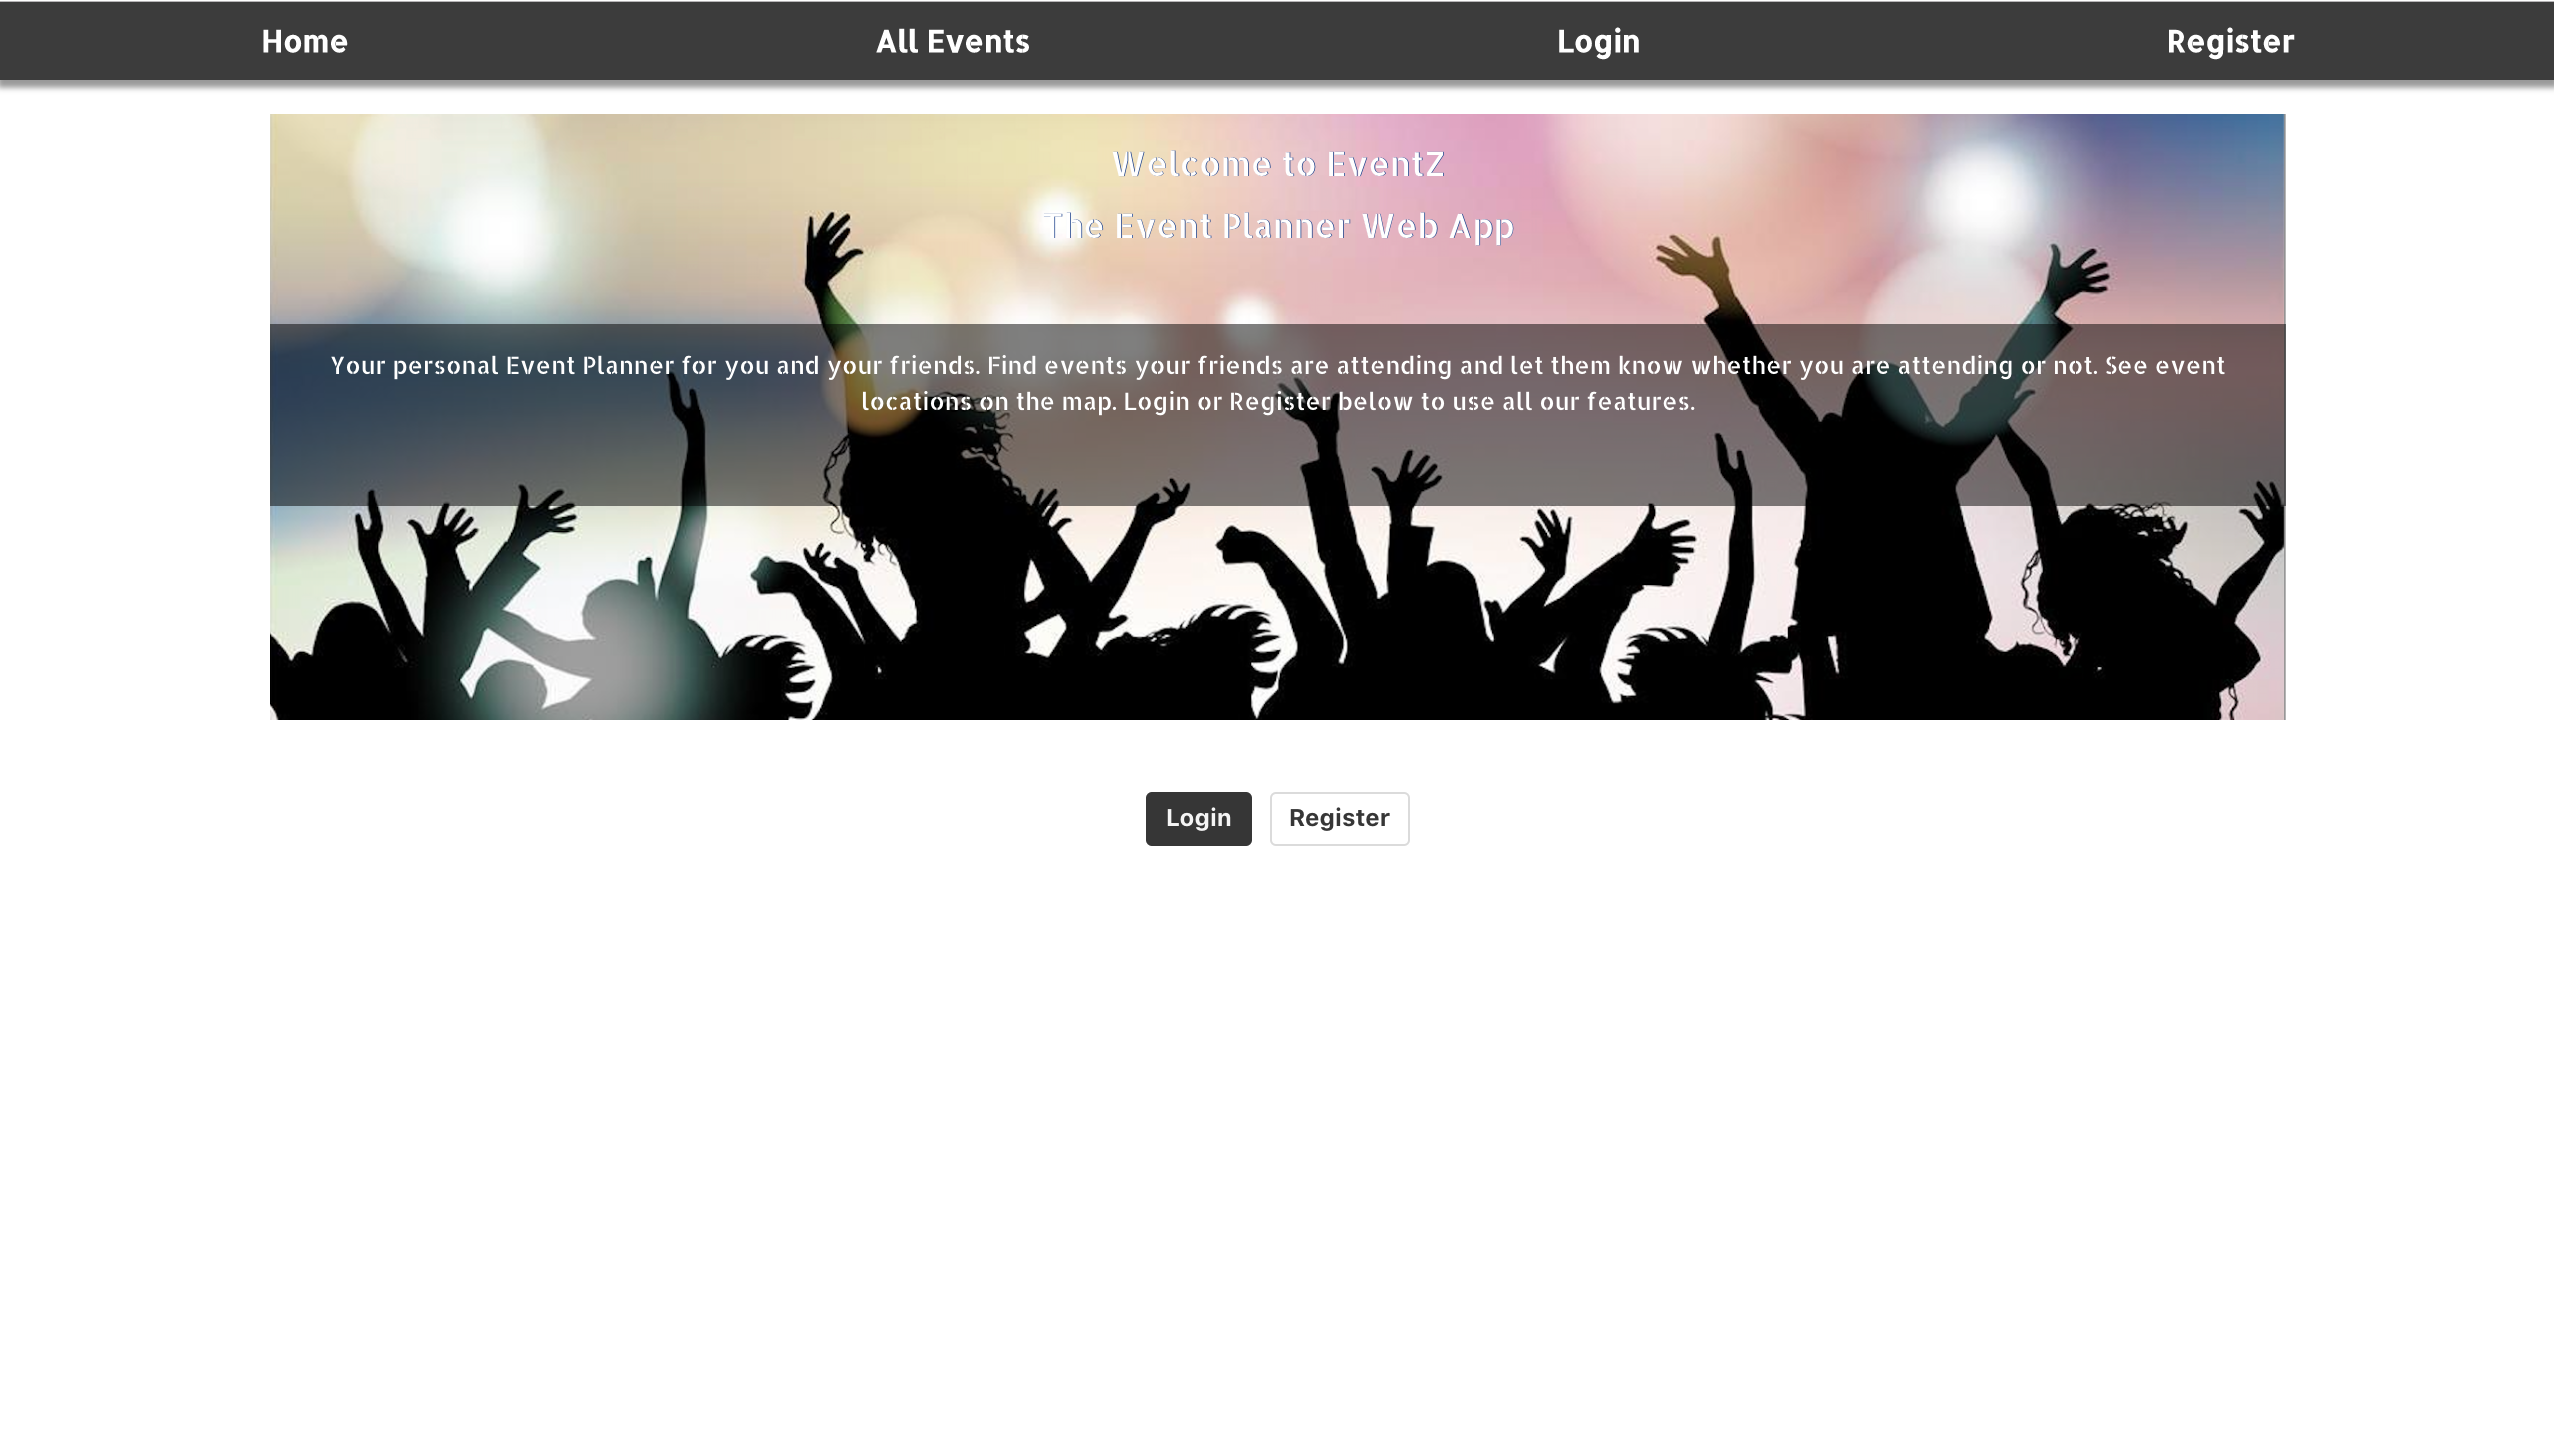 Home All Events Login Register
Welcome to EventZ
The Event Planner Web App
Your personal Event Planner for you and your friends. Find events your friends are attending and let them know whether you are attending or not. See event
locations on the map. Login or Register below to use all our features.
Login Register